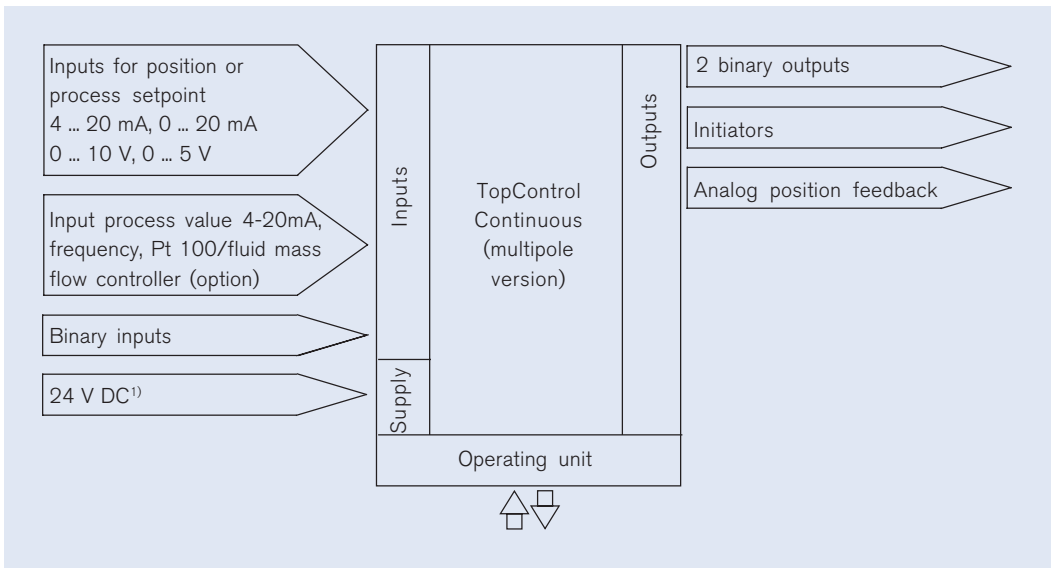 Inputs for position or
process setpoint
4 ... 20 mA, 0 ... 20 mA
0 ... 10 V, 0 ... 5 V
Input process value 4-20mA,
frequency, Pt 100/fluid mass
flow controller (option)
Binary inputs
24 V DC¹⁾
Inputs
Supply
TopControl
Continuous
(multipole
version)
Operating unit
Outputs
2 binary outputs
Initiators
Analog position feedback